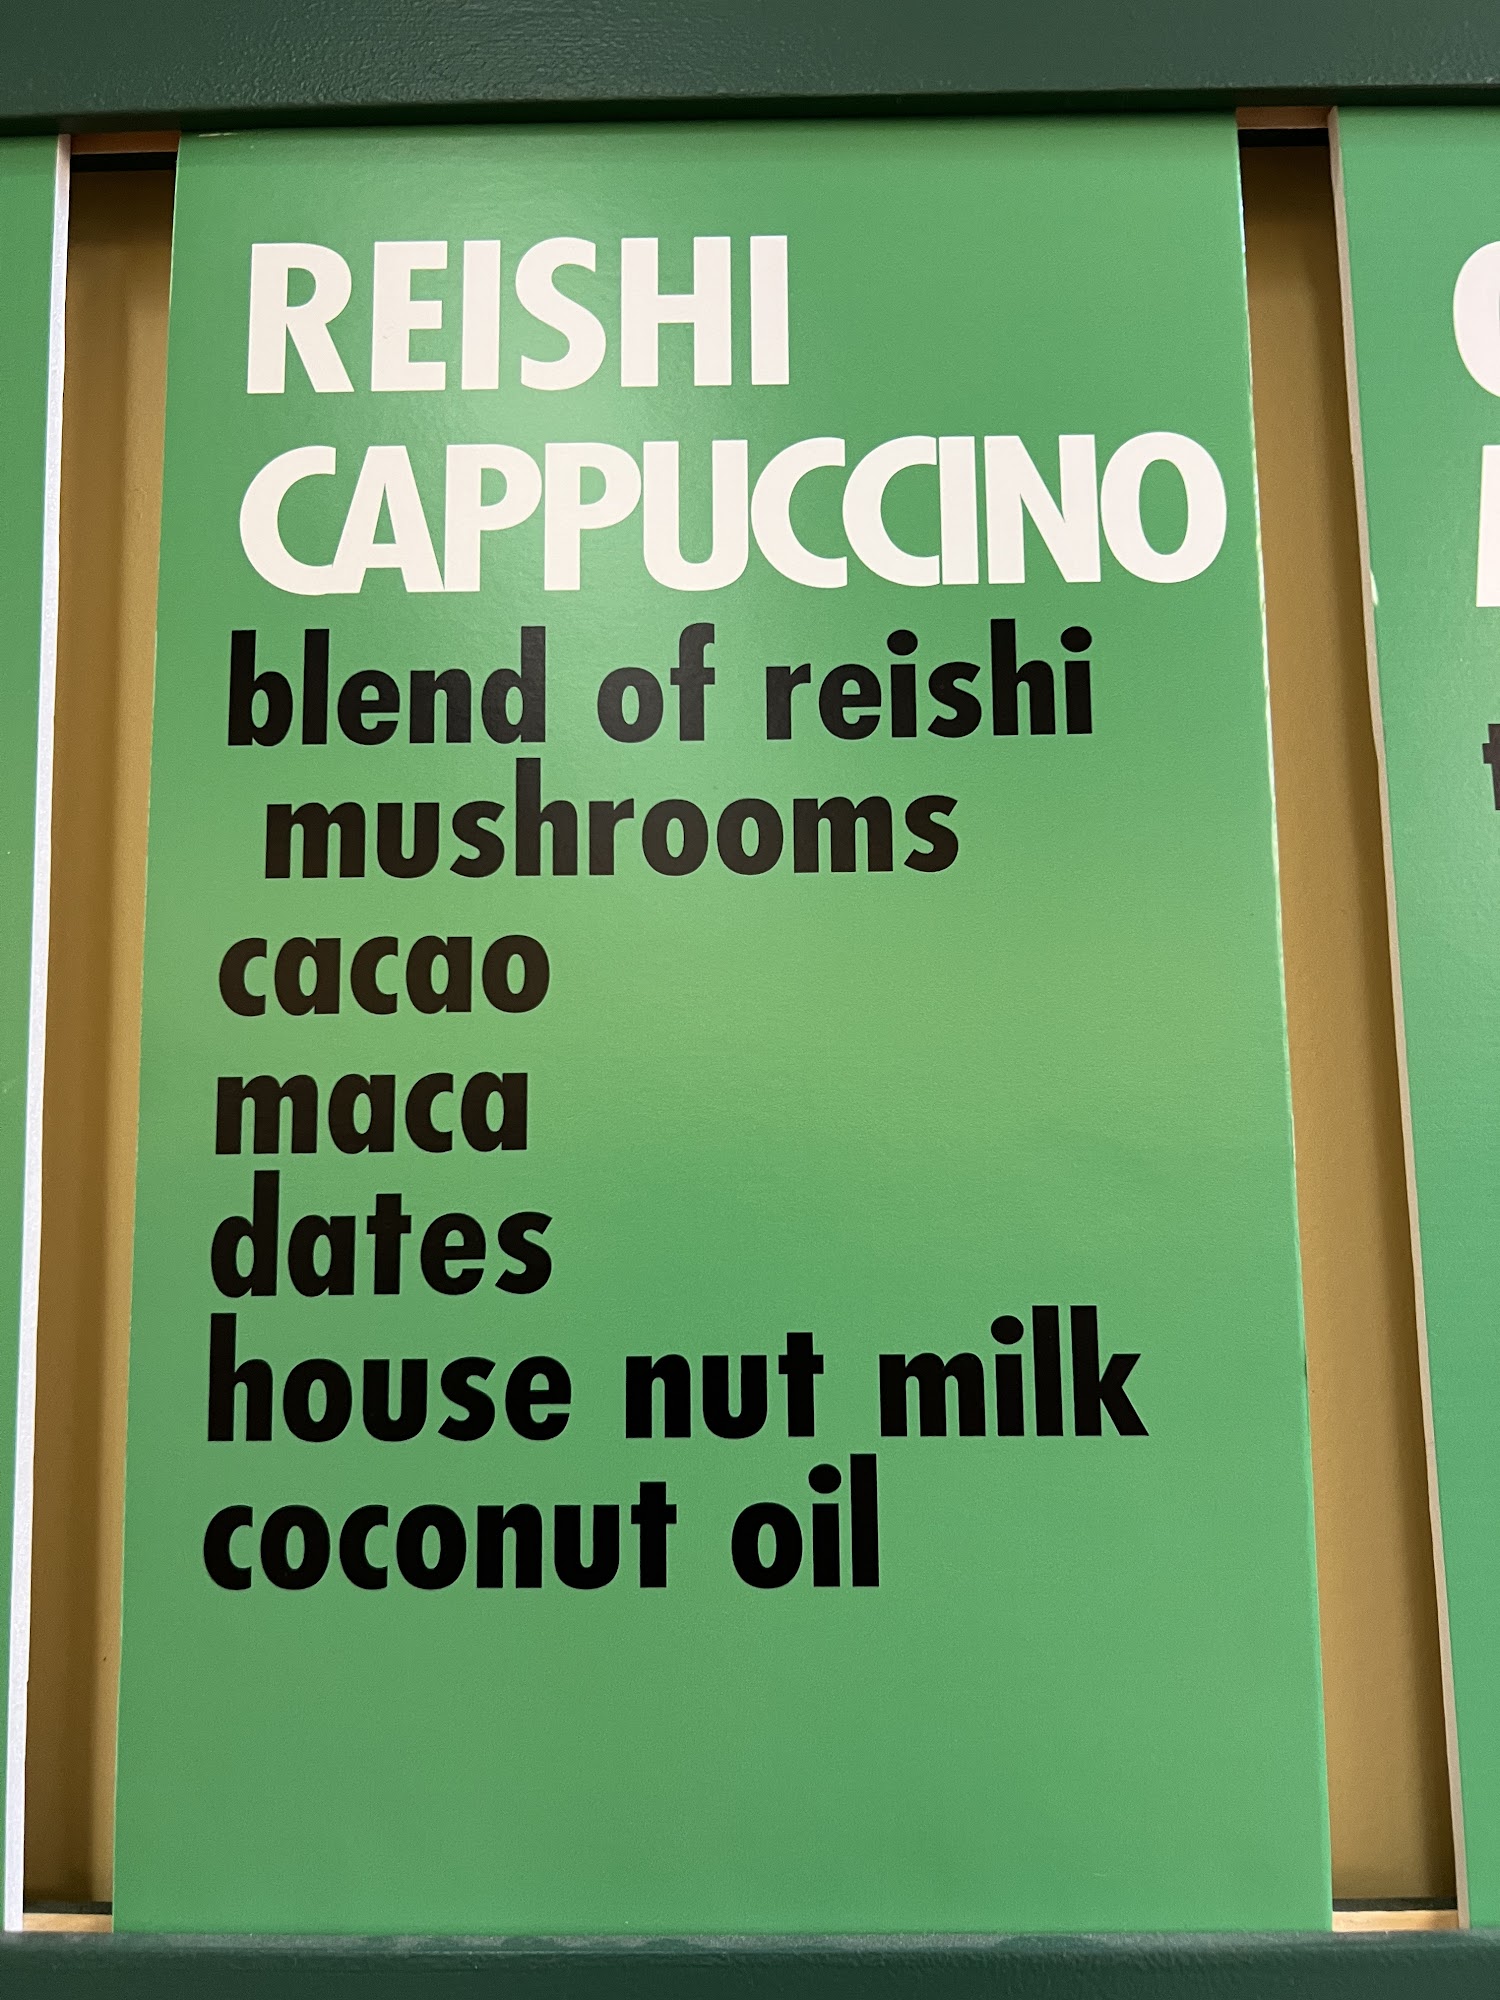 REISHI
CAPPUCCINO
blend of reishi
mushrooms
cacao
maca
dates
house nut milk
coconut oil